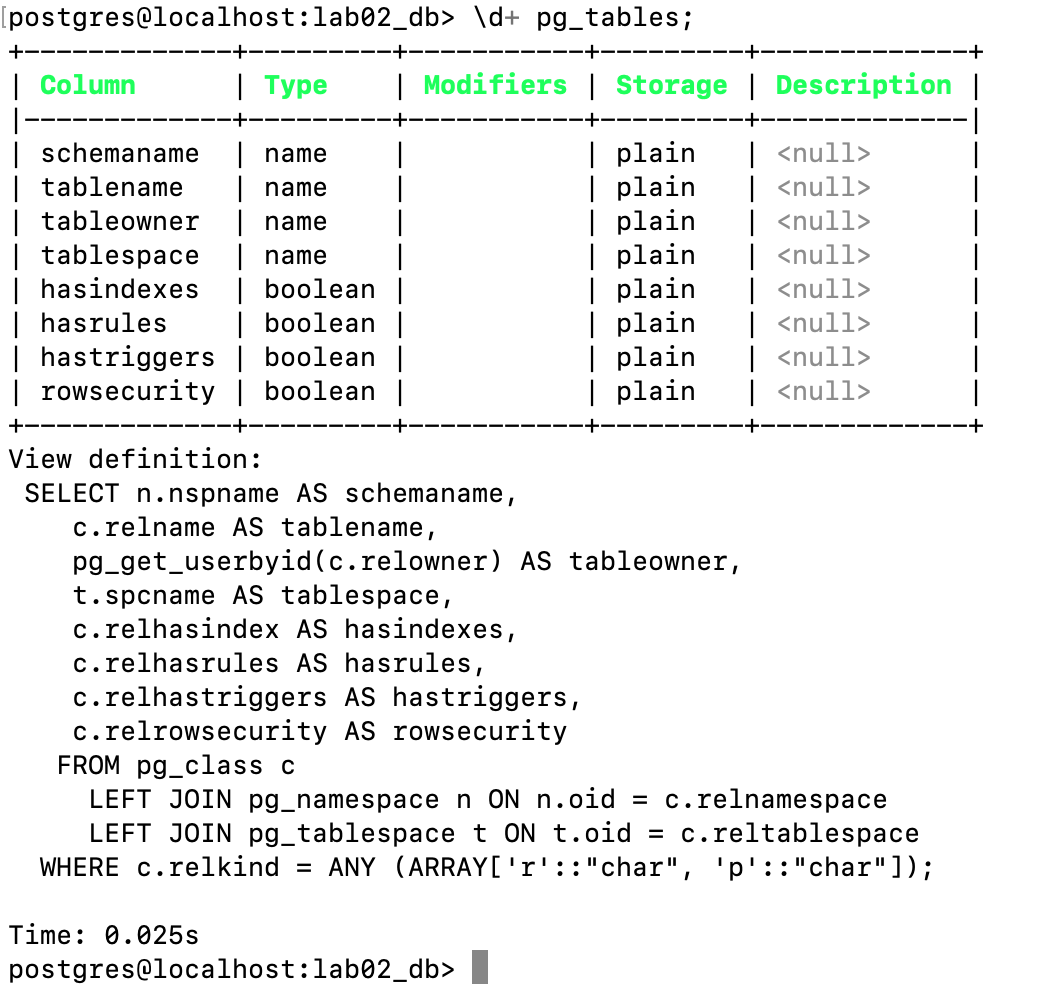 [postgres@localhost:lab02_db> \d+ pg_tables;
+-------------+---------+-----------+---------+-------------+
| Column      | Type    | Modifiers | Storage | Description |
|-------------+---------+-----------+---------+-------------|
| schemaname  | name    |           | plain   | <null>      |
| tablename   | name    |           | plain   | <null>      |
| tableowner  | name    |           | plain   | <null>      |
| tablespace  | name    |           | plain   | <null>      |
| hasindexes  | boolean |           | plain   | <null>      |
| hasrules    | boolean |           | plain   | <null>      |
| hastriggers | boolean |           | plain   | <null>      |
| rowsecurity | boolean |           | plain   | <null>      |
+-------------+---------+-----------+---------+-------------+
View definition:
 SELECT n.nspname AS schemaname,
    c.relname AS tablename,
    pg_get_userbyid(c.relowner) AS tableowner,
    t.spcname AS tablespace,
    c.relhasindex AS hasindexes,
    c.relhasrules AS hasrules,
    c.relhastriggers AS hastriggers,
    c.relrowsecurity AS rowsecurity
   FROM pg_class c
     LEFT JOIN pg_namespace n ON n.oid = c.relnamespace
     LEFT JOIN pg_tablespace t ON t.oid = c.reltablespace
  WHERE c.relkind = ANY (ARRAY['r'::"char", 'p'::"char"]);

Time: 0.025s
postgres@localhost:lab02_db>